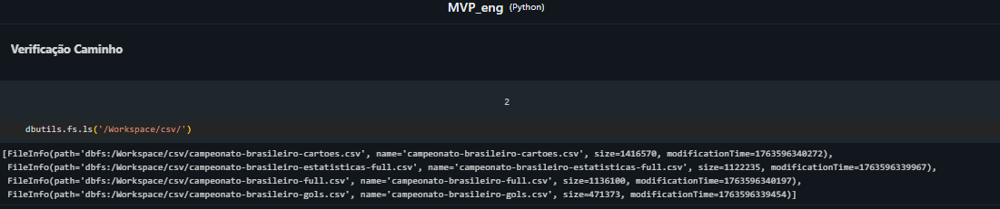 MVP_eng (Python)
Verificação Caminho
2
dbutils.fs.ls('/Workspace/csv/')
[FileInfo(path='dbfs:/Workspace/csv/campeonato-brasileiro-cartoes.csv', name='campeonato-brasileiro-cartoes.csv', size=1416570, modificationTime=1763596340272),
FileInfo(path='dbfs:/Workspace/csv/campeonato-brasileiro-estatisticas-full.csv', name='campeonato-brasileiro-estatisticas-full.csv', size=1122235, modificationTime=1763596339967),
FileInfo(path='dbfs:/Workspace/csv/campeonato-brasileiro-full.csv', name='campeonato-brasileiro-full.csv', size=1136100, modificationTime=1763596340197),
FileInfo(path='dbfs:/Workspace/csv/campeonato-brasileiro-gols.csv', name='campeonato-brasileiro-gols.csv', size=471373, modificationTime=1763596339454)]